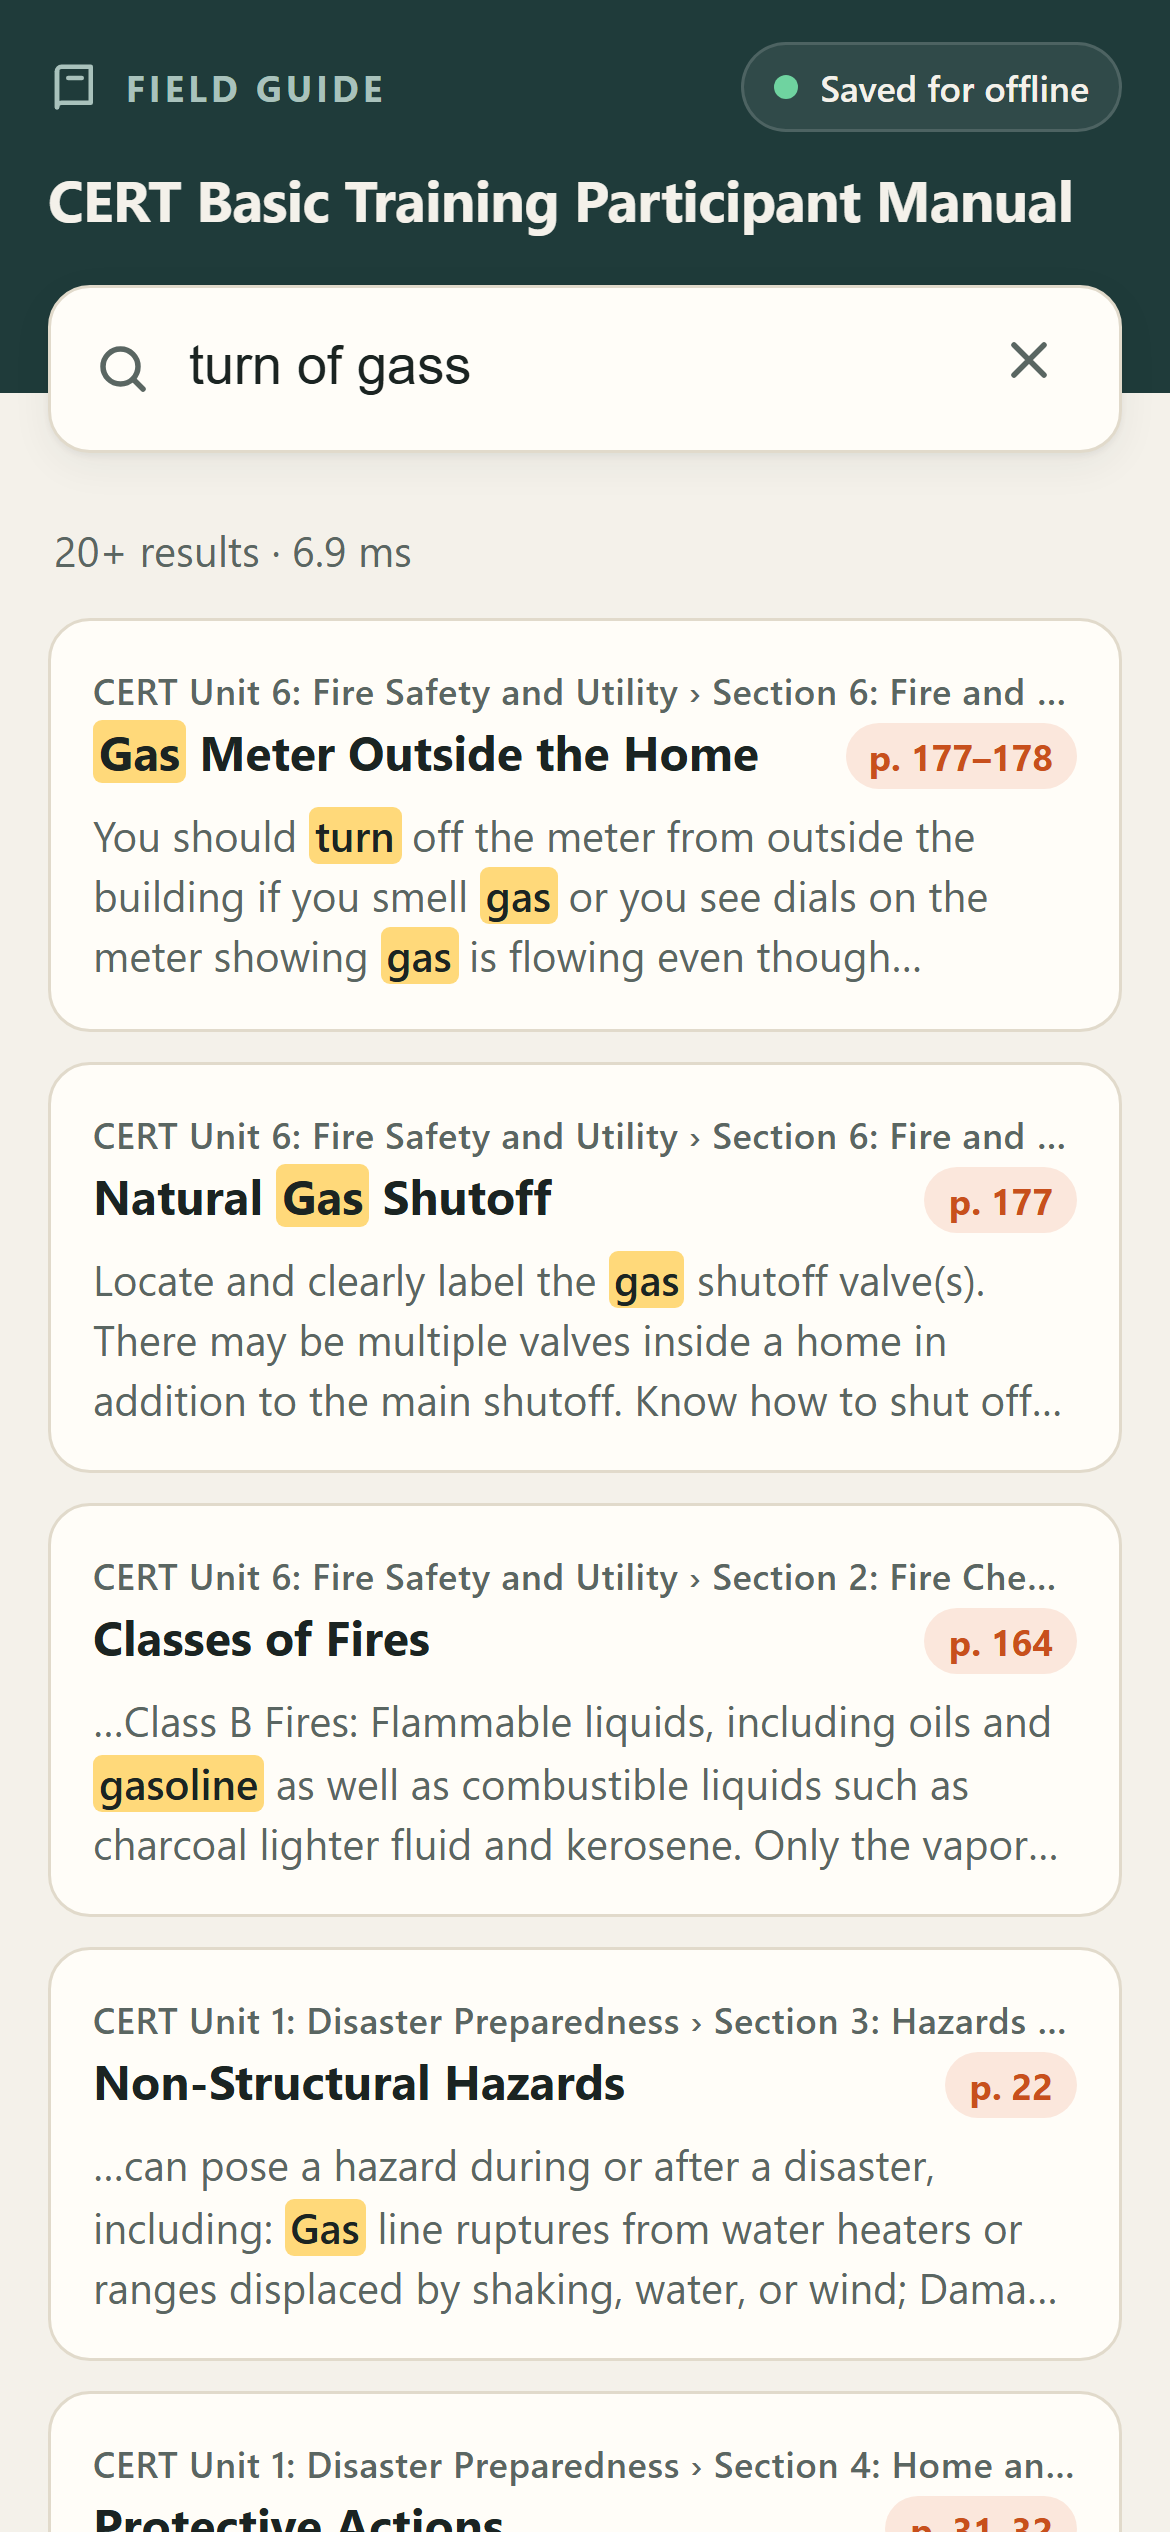 FIELD GUIDE
Saved for offline
CERT Basic Training Participant Manual
turn of gass
20+ results · 6.9 ms
CERT Unit 6: Fire Safety and Utility › Section 6: Fire and ...
Gas Meter Outside the Home
p. 177–178
You should turn off the meter from outside the
building if you smell gas or you see dials on the
meter showing gas is flowing even though...
CERT Unit 6: Fire Safety and Utility › Section 6: Fire and ...
Natural Gas Shutoff
p. 177
Locate and clearly label the gas shutoff valve(s).
There may be multiple valves inside a home in
addition to the main shutoff. Know how to shut off...
CERT Unit 6: Fire Safety and Utility › Section 2: Fire Che...
Classes of Fires
p. 164
...Class B Fires: Flammable liquids, including oils and
gasoline as well as combustible liquids such as
charcoal lighter fluid and kerosene. Only the vapor...
CERT Unit 1: Disaster Preparedness › Section 3: Hazards ...
Non-Structural Hazards
p. 22
...can pose a hazard during or after a disaster,
including: Gas line ruptures from water heaters or
ranges displaced by shaking, water, or wind; Dama...
CERT Unit 1: Disaster Preparedness › Section 4: Home an...
Protective Actions
p. 31–32